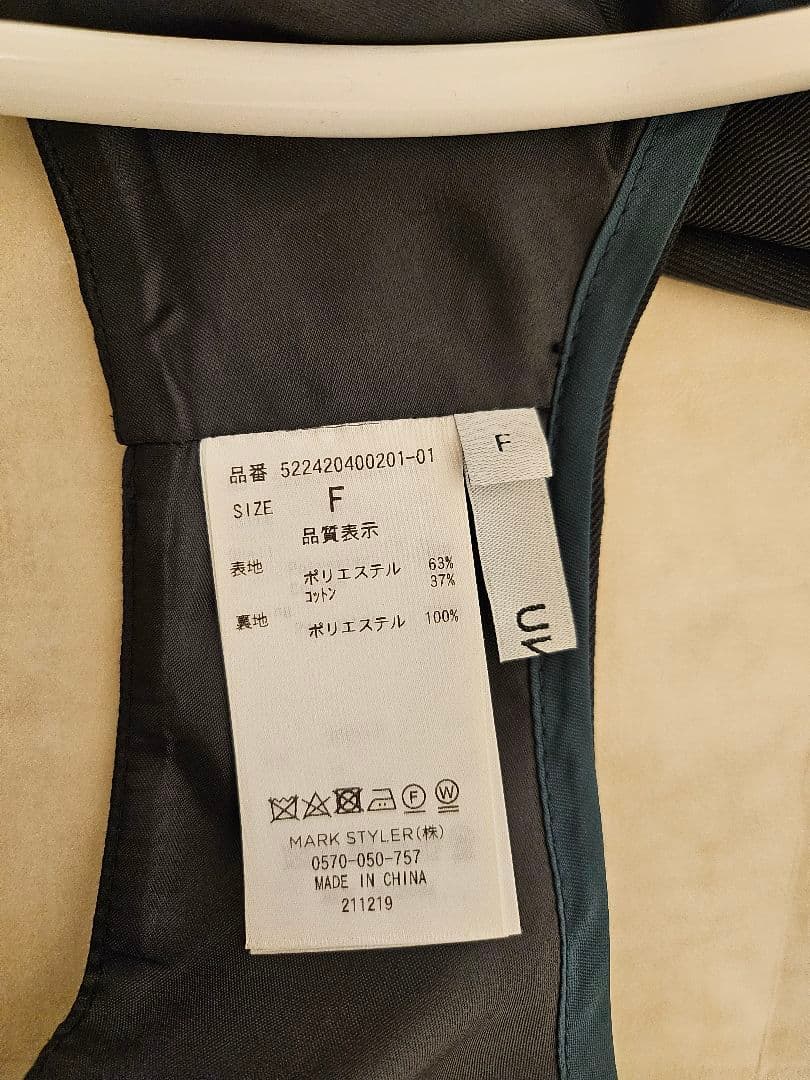 品番 522420400201-01
SIZE F
品質表示
表地 ポリエステル 63%
コットン 37%
裏地 ポリエステル 100%
F W
MARK STYLER(株)
0570-050-757
MADE IN CHINA
211219
F